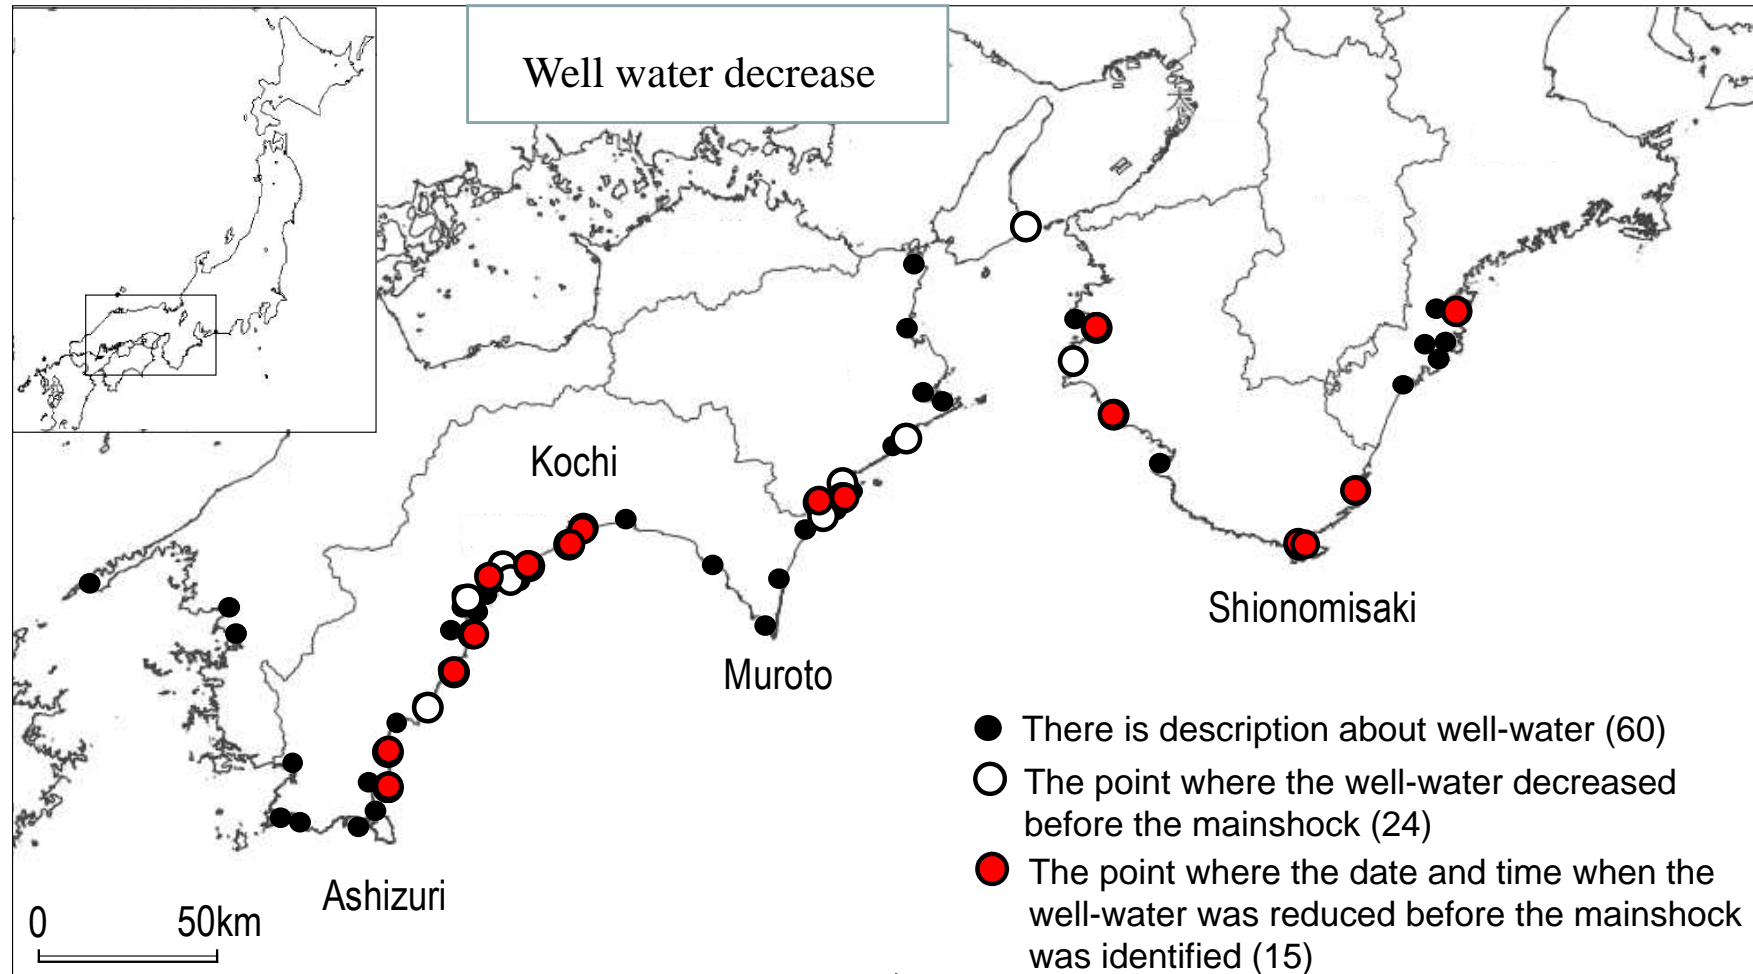 Well water decrease
Kochi
Muroto
Shionomisaki
Ashizuri
0 50km
There is description about well-water (60)
The point where the well-water decreased
before the mainshock (24)
The point where the date and time when the
well-water was reduced before the mainshock
was identified (15)